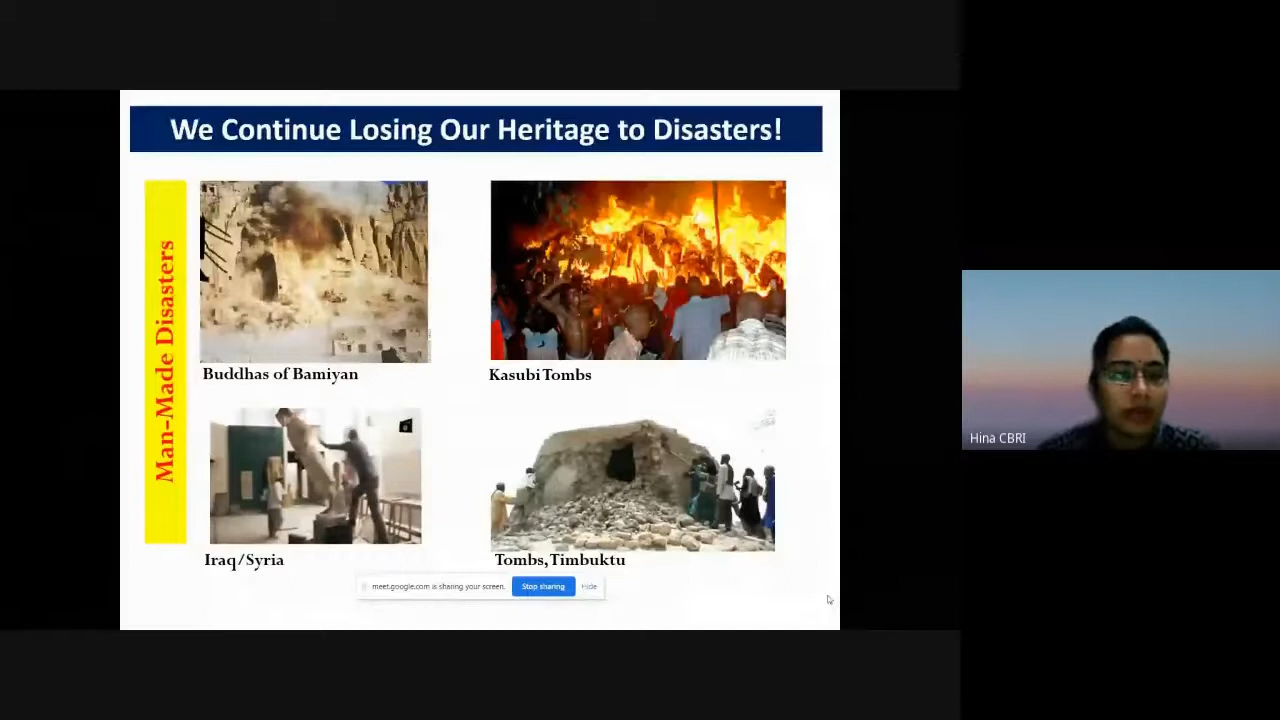 We Continue Losing Our Heritage to Disasters!
Man-Made Disasters
Buddhas of Bamiyan
Kasubi Tombs
Iraq/Syria
Tombs, Timbuktu
meet.google.com is sharing your screen.
Stop sharing
Hide
Hina CBRI